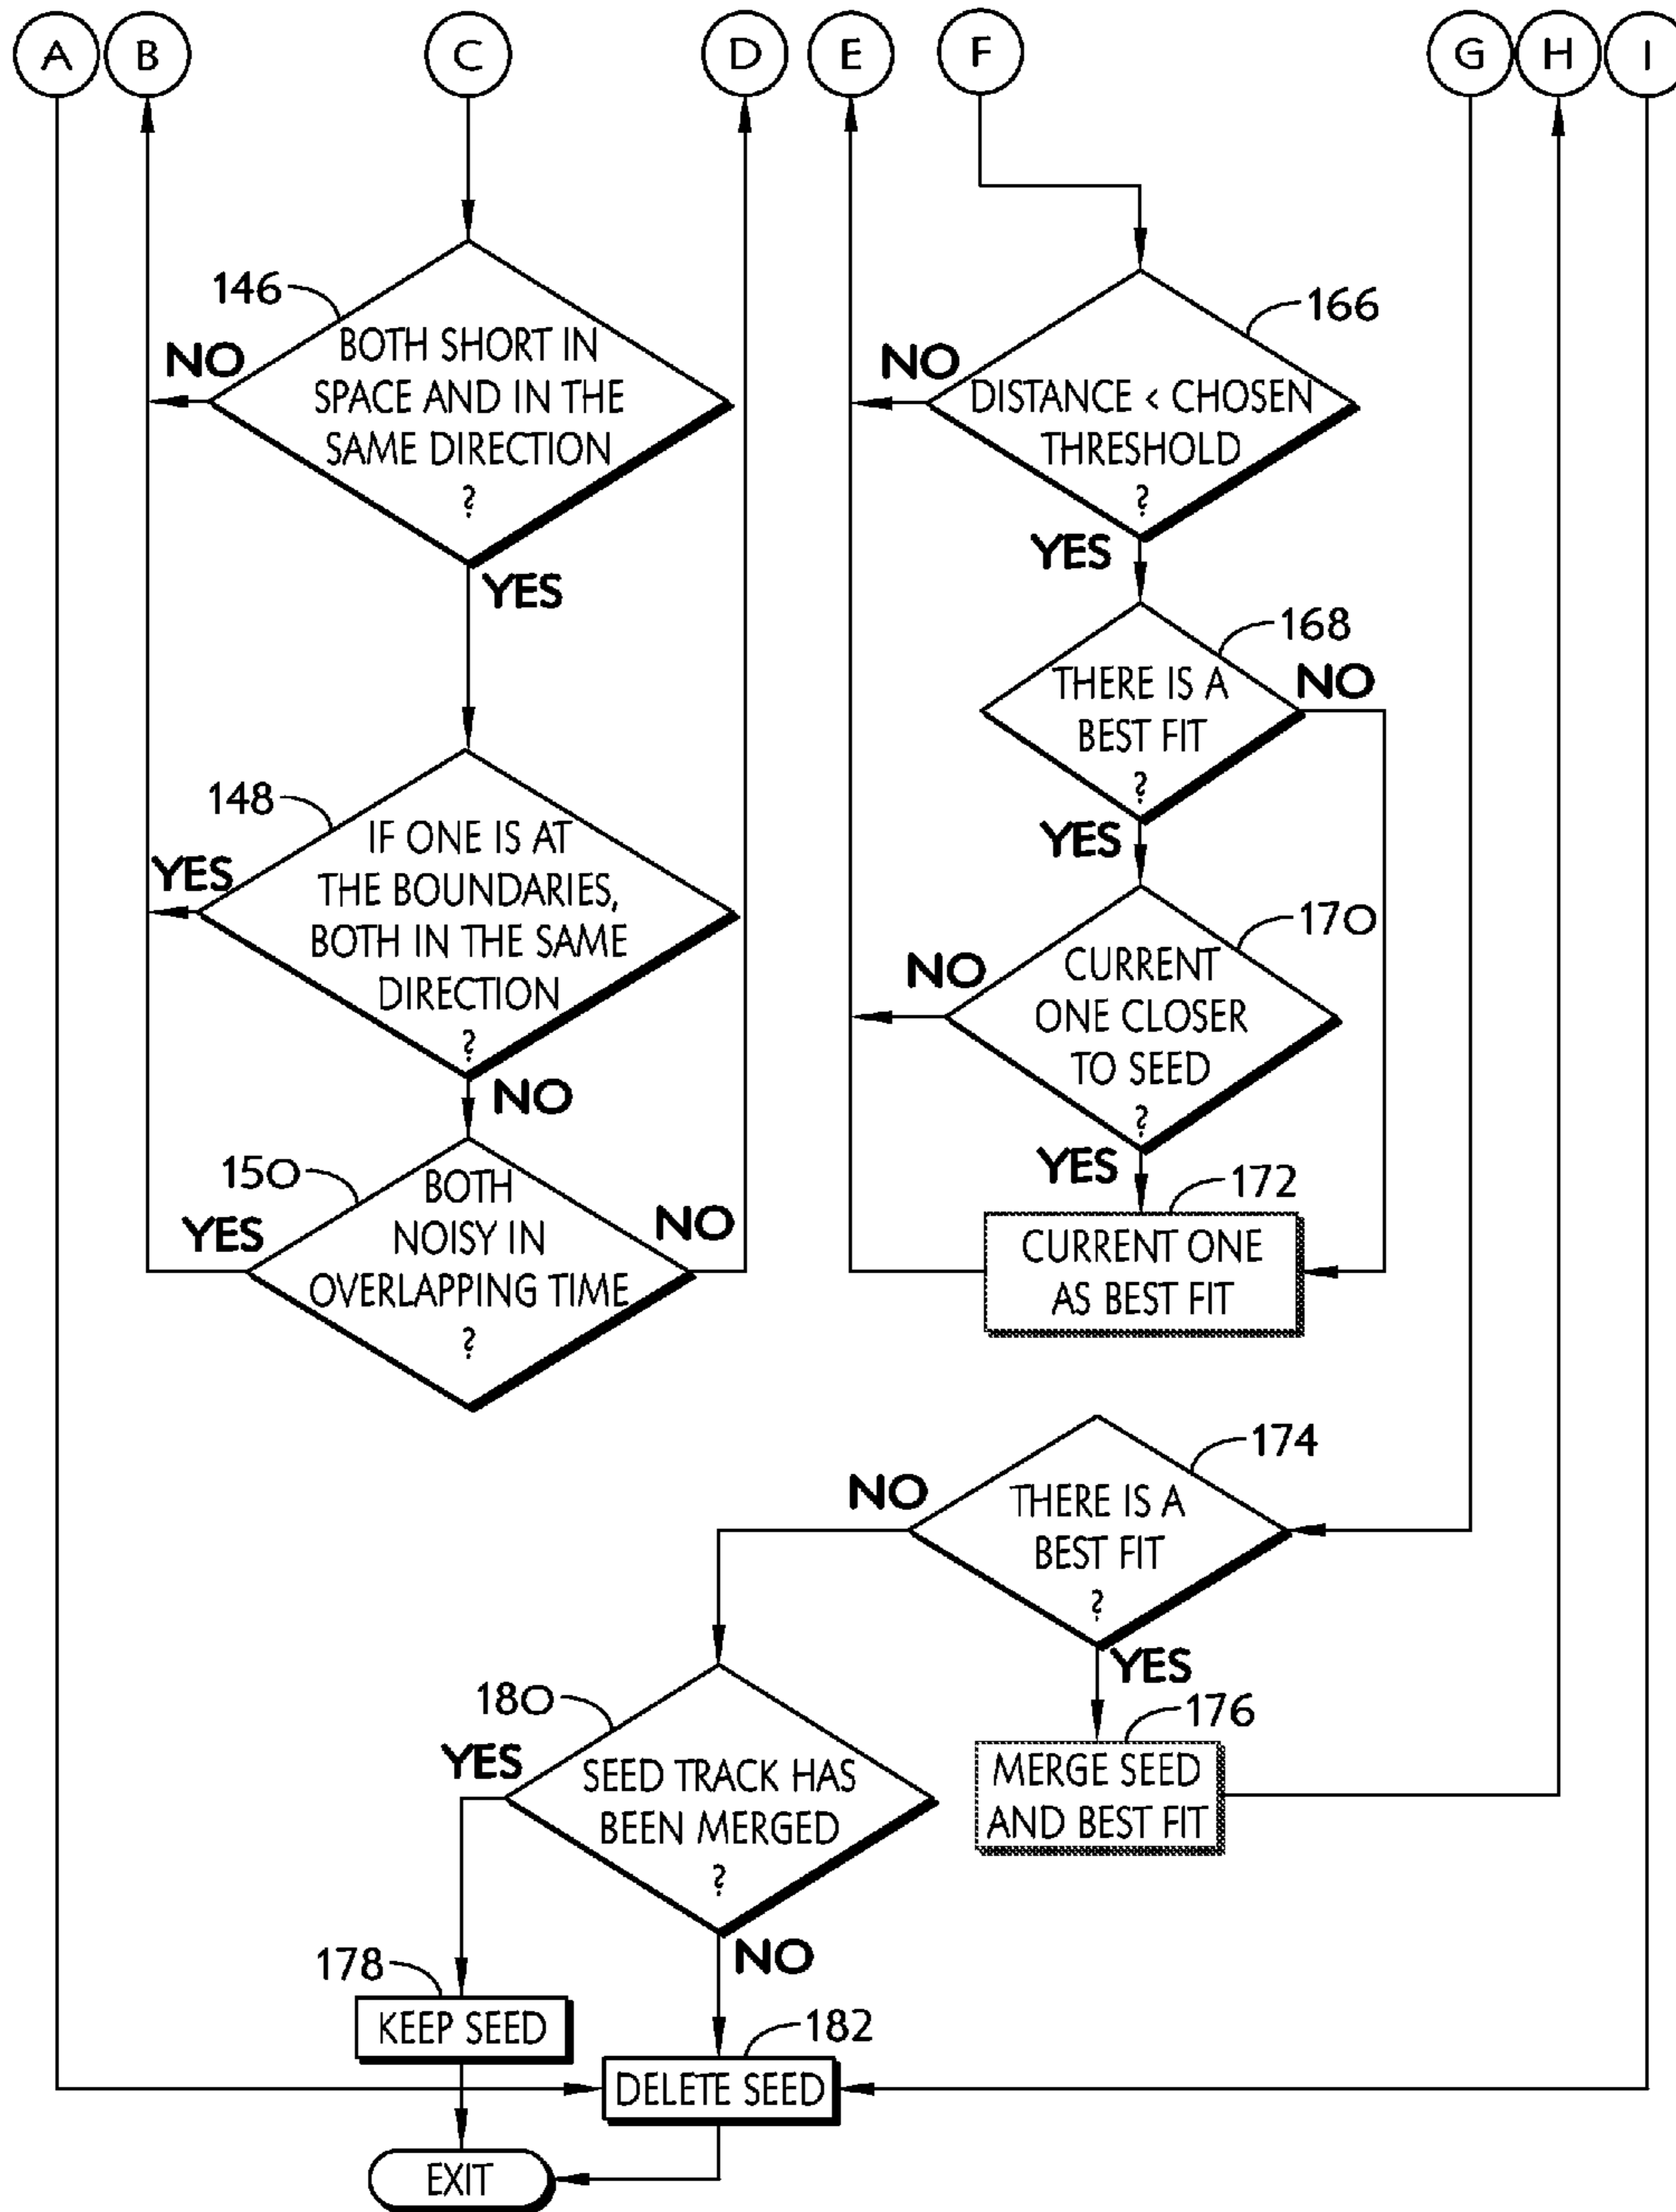 A B C D E F G H I
146
BOTH SHORT IN
SPACE AND IN THE
SAME DIRECTION
?
NO
YES
148
IF ONE IS AT
THE BOUNDARIES,
BOTH IN THE SAME
DIRECTION
?
YES
NO
150
BOTH
NOISY IN
OVERLAPPING TIME
?
YES
NO
166
DISTANCE < CHOSEN
THRESHOLD
?
NO
YES
168
THERE IS A
BEST FIT
?
NO
YES
170
CURRENT
ONE CLOSER
TO SEED
?
NO
YES
172
CURRENT ONE
AS BEST FIT
174
THERE IS A
BEST FIT
?
NO
YES
176
MERGE SEED
AND BEST FIT
180
SEED TRACK HAS
BEEN MERGED
?
YES
NO
178
KEEP SEED
182
DELETE SEED
EXIT